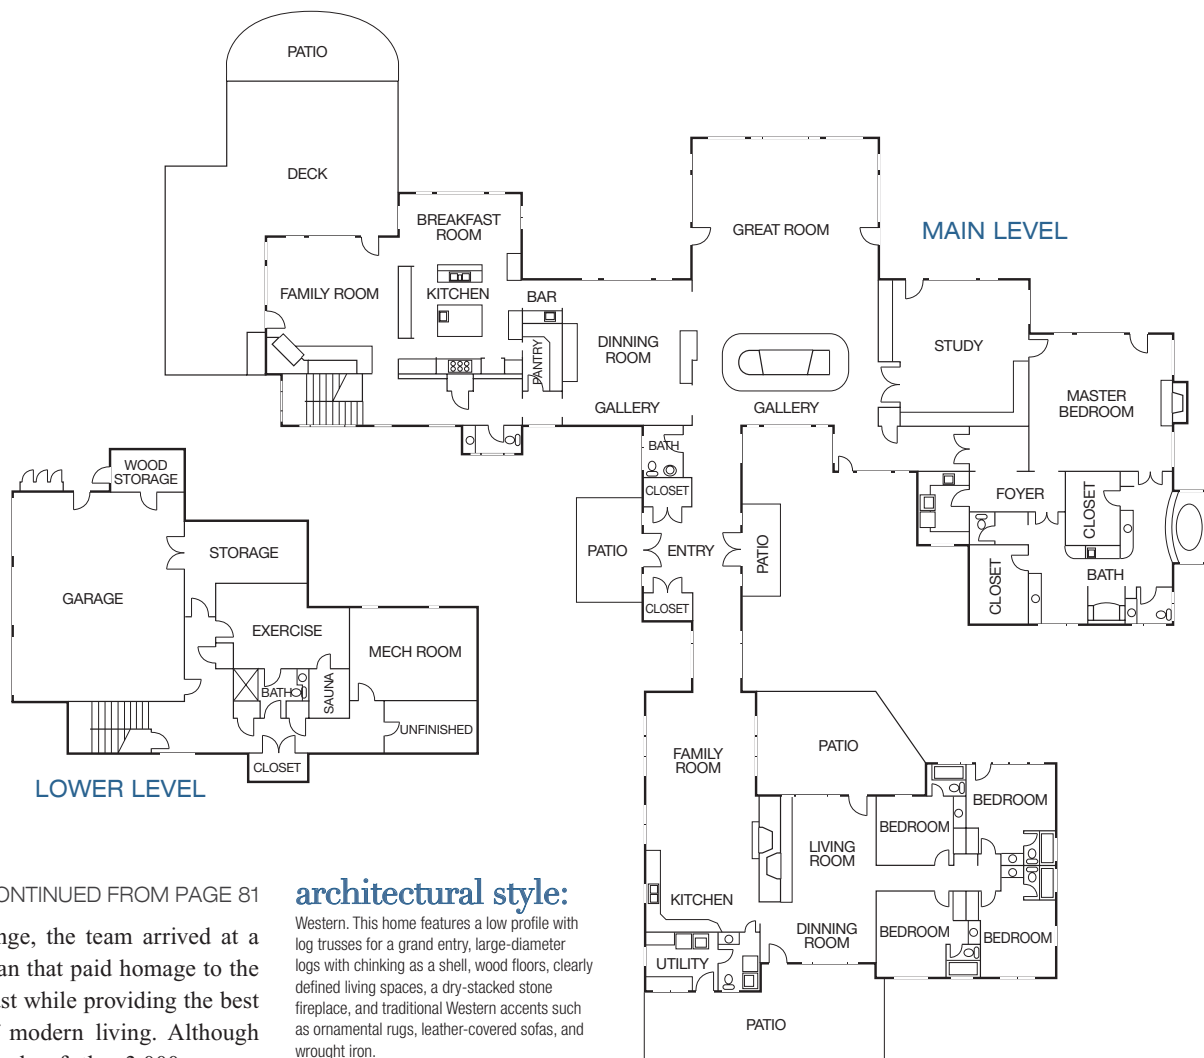 PATIO
DECK
BREAKFAST
ROOM
GREAT ROOM
MAIN LEVEL
FAMILY ROOM
KITCHEN
BAR
DINNING
ROOM
PANTRY
STUDY
GALLERY
GALLERY
MASTER
BEDROOM
BATH
CLOSET
WOOD
STORAGE
FOYER
CLOSET
PATIO
ENTRY
PATIO
STORAGE
GARAGE
CLOSET
BATH
CLOSET
EXERCISE
MECH ROOM
BATH
SAUNA
UNFINISHED
CLOSET
LOWER LEVEL
FAMILY
ROOM
PATIO
BEDROOM
BEDROOM
LIVING
ROOM
KITCHEN
DINNING
ROOM
BEDROOM
BEDROOM
UTILITY
PATIO
FROM PAGE 81
the team arrived at a
that paid homage to the
while providing the best
modern living. Although
architectural style:
Western. This home features a low profile with
log trusses for a grand entry, large-diameter
logs with chinking as a shell, wood floors, clearly
defined living spaces, a dry-stacked stone
fireplace, and traditional Western accents such
as ornamental rugs, leather-covered sofas, and
wrought iron.